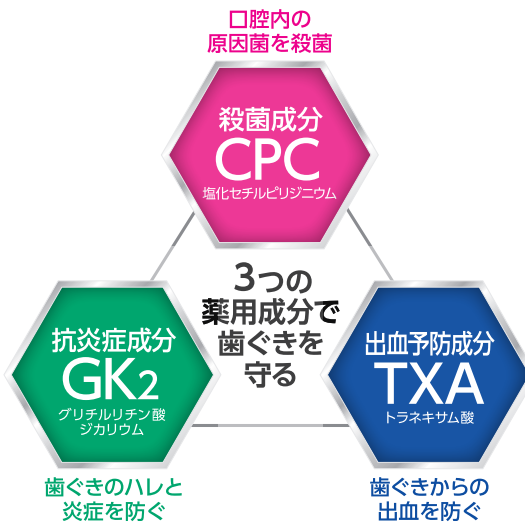 口腔内の
原因菌を殺菌
殺菌成分
CPC
塩化セチルピリジニウム
3つの
薬用成分で
歯ぐきを
守る
抗炎症成分
GK2
グリチルリチン酸
ジカリウム
歯ぐきのハレと
炎症を防ぐ
出血予防成分
TXA
トラネキサム酸
歯ぐきからの
出血を防ぐ